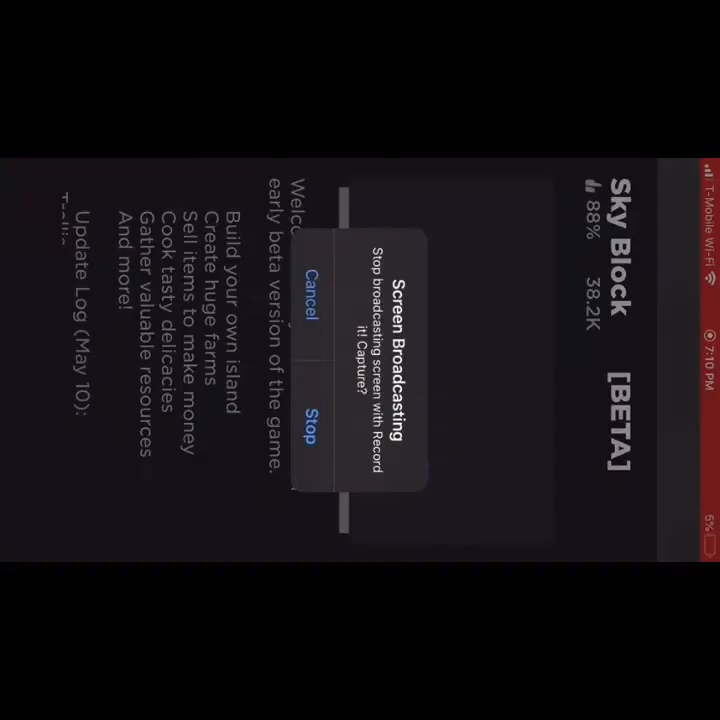 T-Mobile Wi-Fi 7:10 PM 5%
Sky Block [BETA]
88% 38.2K
Screen Broadcasting
Stop broadcasting screen with Record
it! Capture?
Cancel Stop
early beta version of the game.
Build your own island
Create huge farms
Sell items to make money
Cook tasty delicacies
Gather valuable resources
And more!
Update Log (May 10):